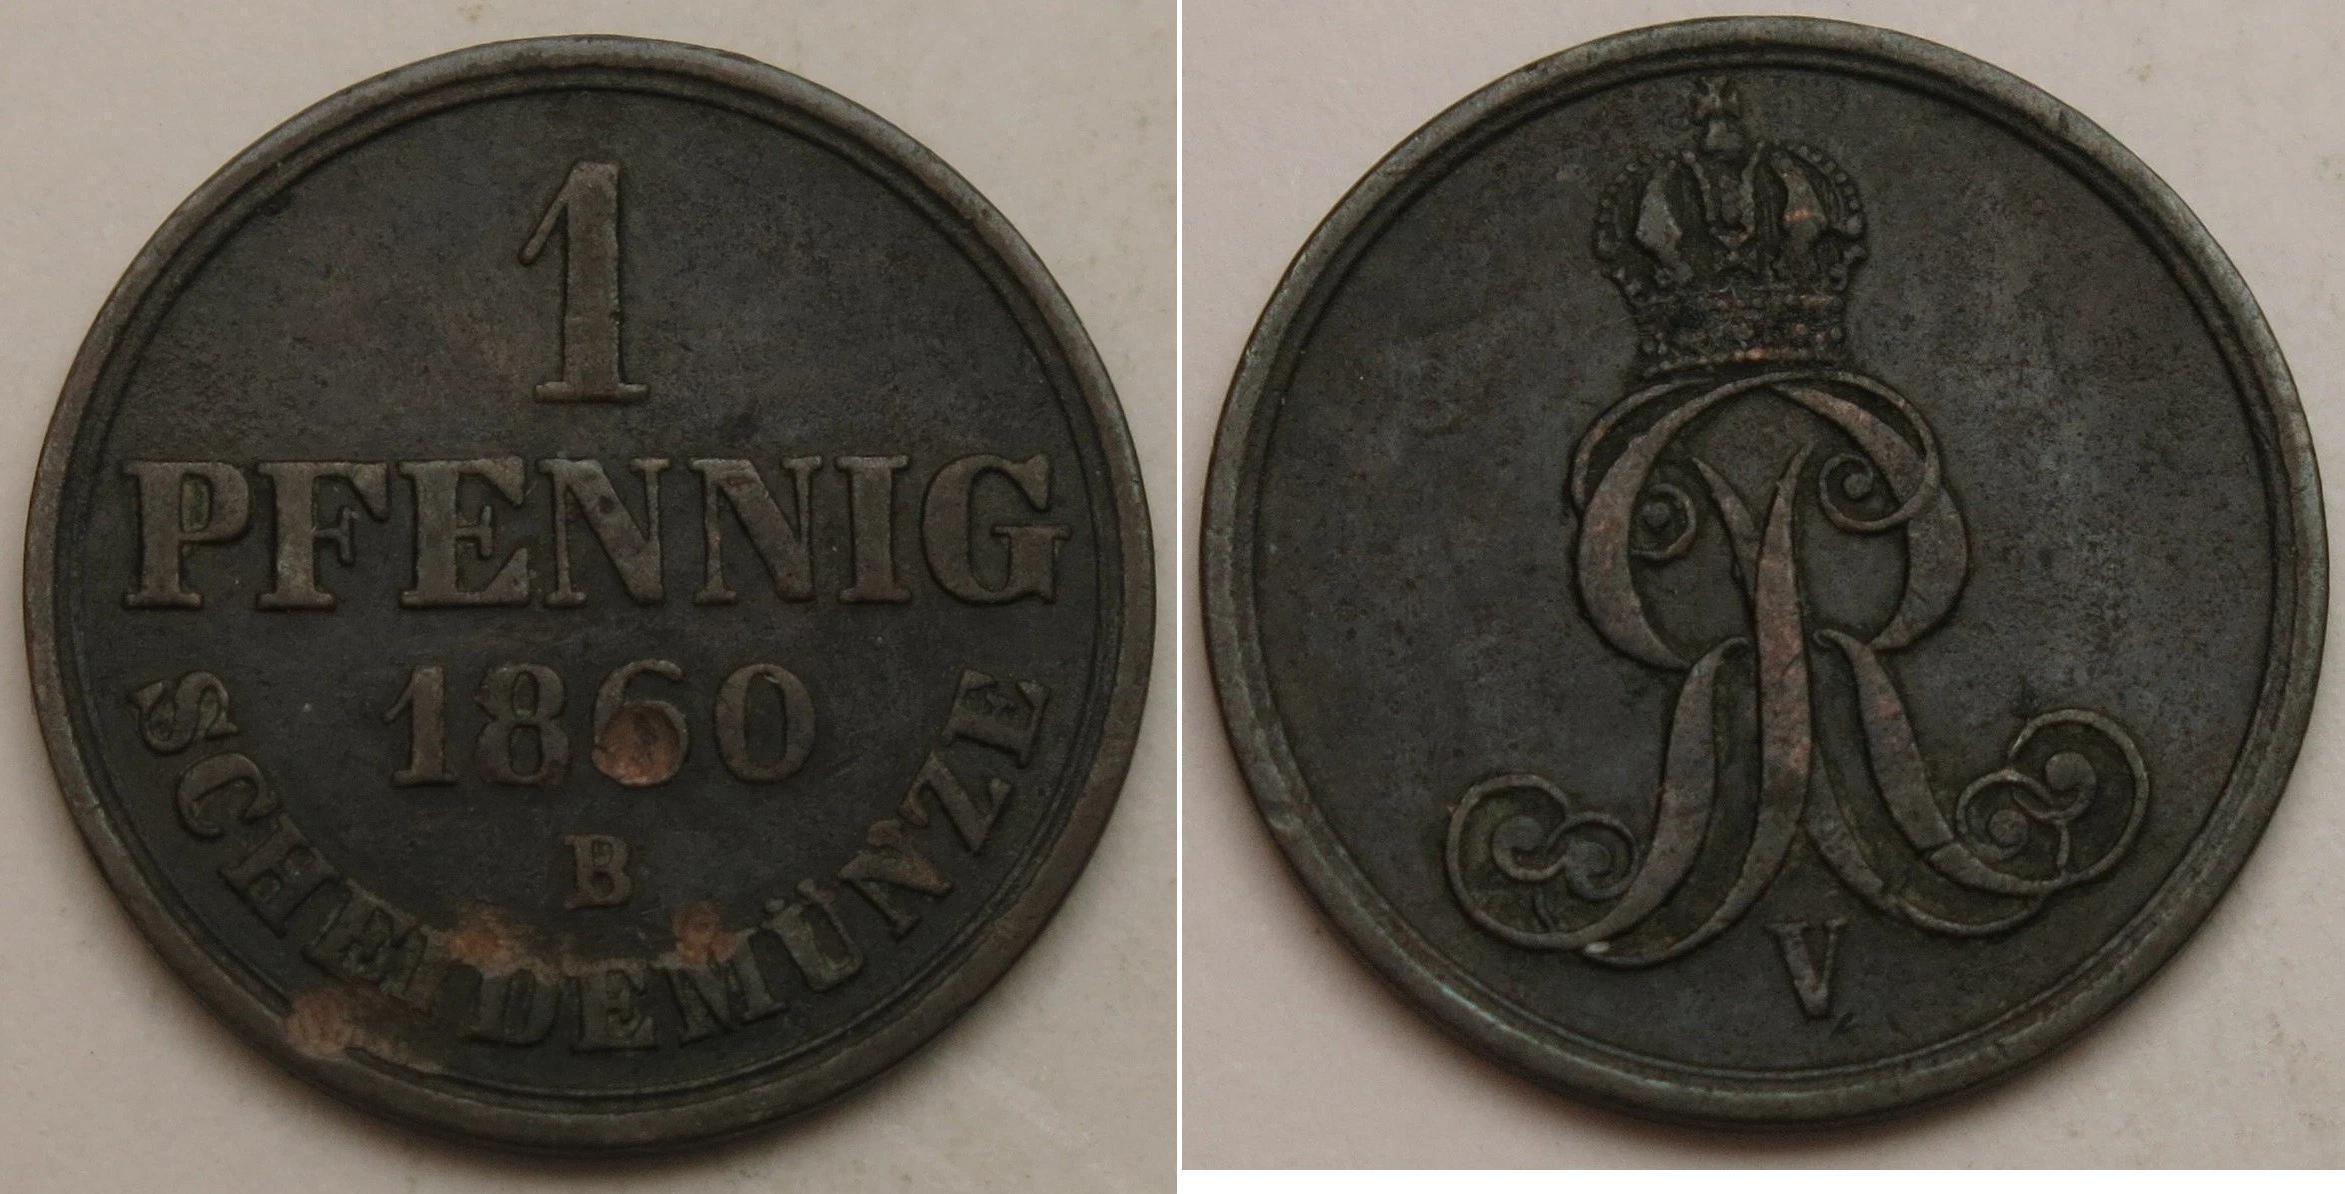 1
PFENNIG
1860
B
SCHEIDEMÜNZE
GR
V